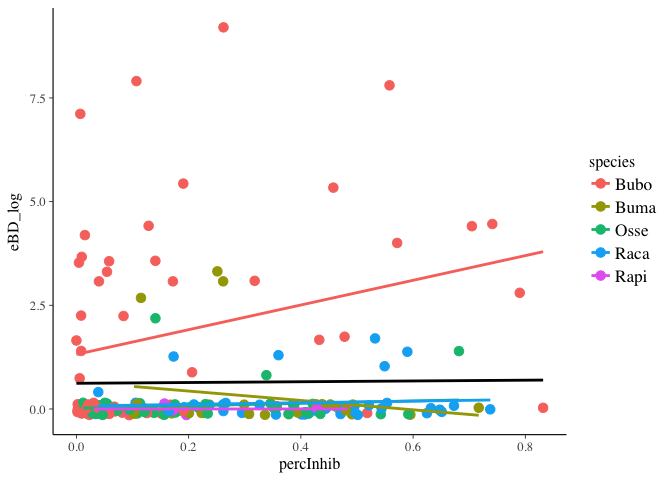 7.5
5.0
2.5
0.0
eBD_log
0.0
0.2
0.4
0.6
0.8
percInhib
species
Bubo
Buma
Osse
Raca
Rapi